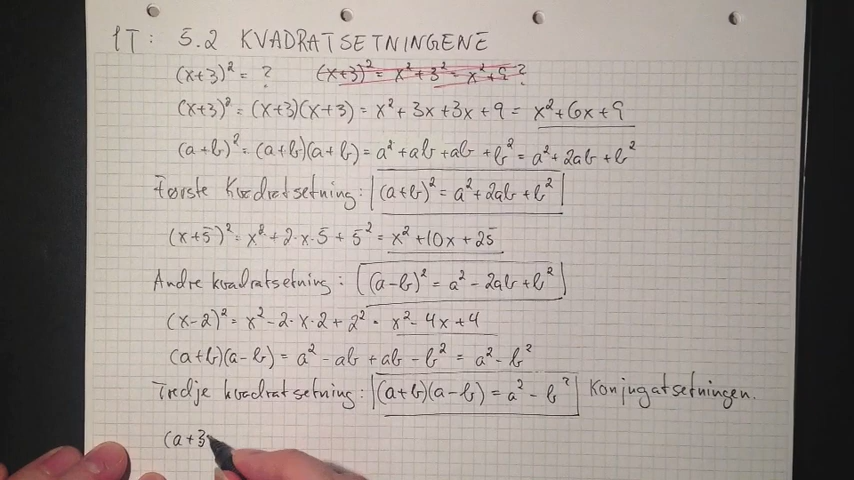 1T: 5.2 KVADRATSETNINGENE
(x+3)² = ? (x+3)² = x² + 3² = x² + 9 ?
(x+3)² = (x+3)(x+3) = x² + 3x + 3x + 9 = x² + 6x + 9
(a+b)² = (a+b)(a+b) = a² + ab + ab + b² = a² + 2ab + b²
Første kvadratsetning: (a+b)² = a² + 2ab + b²
(x+5)² = x² + 2·x·5 + 5² = x² + 10x + 25
Andre kvadratsetning: (a-b)² = a² - 2ab + b²
(x-2)² = x² - 2·x·2 + 2² = x² - 4x + 4
(a+b)(a-b) = a² - ab + ab - b² = a² - b²
Tredje kvadratsetning: (a+b)(a-b) = a² - b² Konjugatsetningen.
(a+3